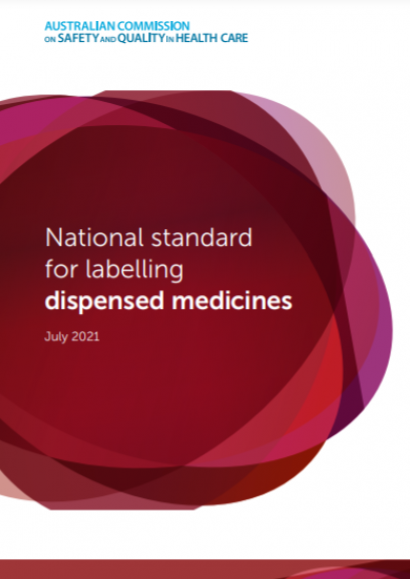 AUSTRALIAN COMMISSION
ON SAFETY AND QUALITY IN HEALTH CARE
National standard
for labelling
dispensed medicines
July 2021